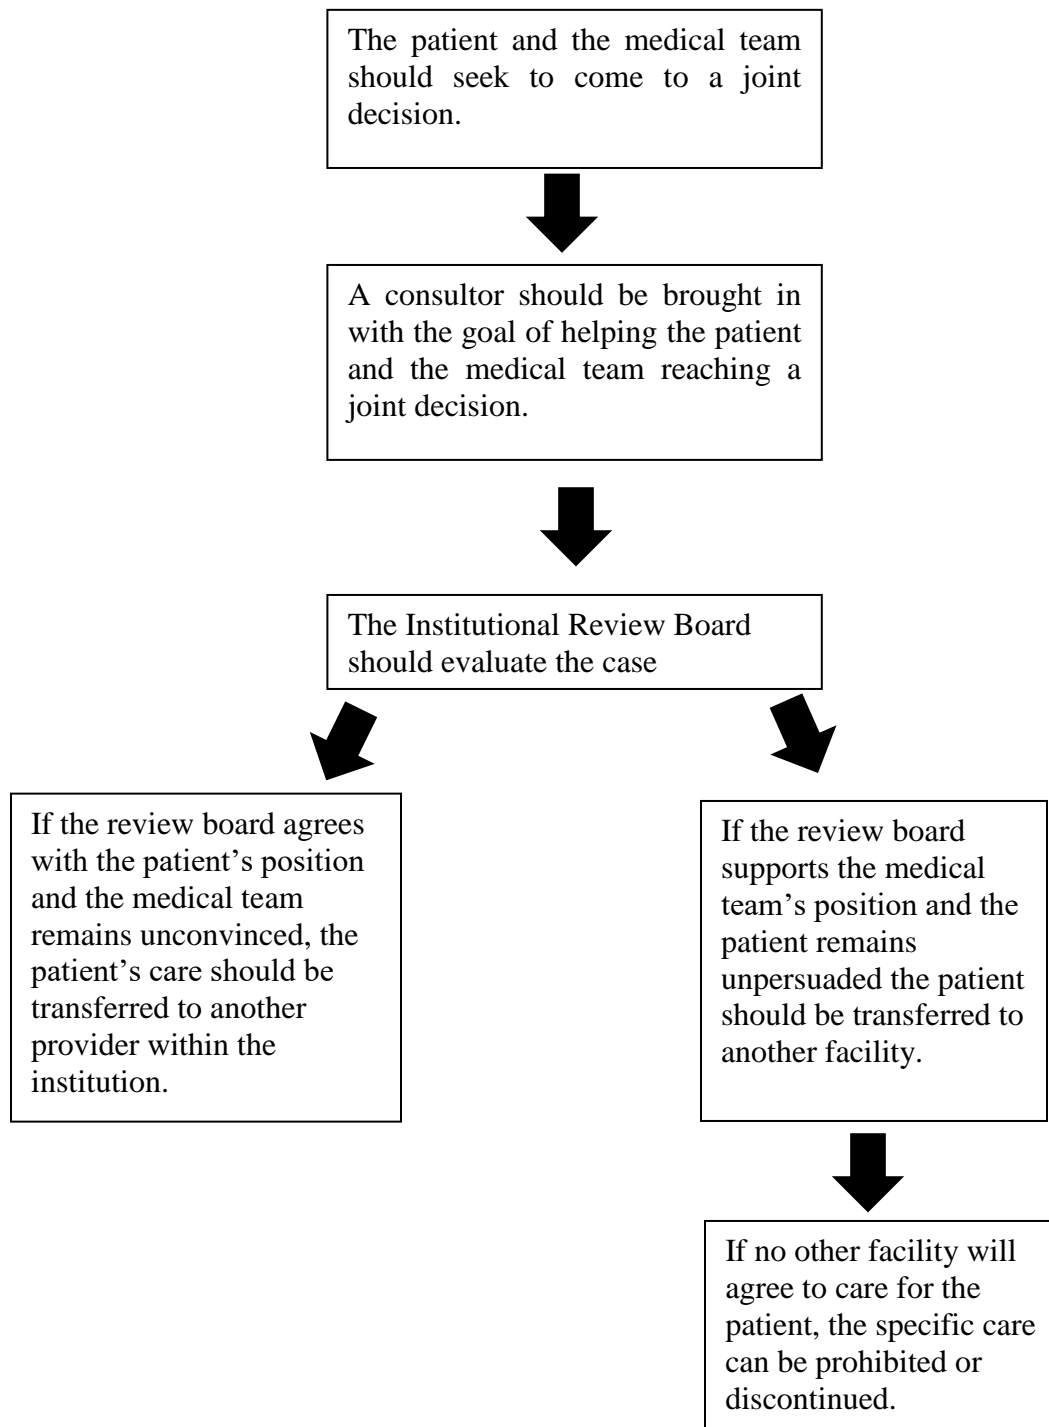 The patient and the medical team
should seek to come to a joint
decision.
A consultor should be brought in
with the goal of helping the patient
and the medical team reaching a
joint decision.
The Institutional Review Board
should evaluate the case
If the review board agrees
with the patient’s position
and the medical team
remains unconvinced, the
patient’s care should be
transferred to another
provider within the
institution.
If the review board
supports the medical
team’s position and the
patient remains
unpersuaded the patient
should be transferred to
another facility.
If no other facility will
agree to care for the
patient, the specific care
can be prohibited or
discontinued.